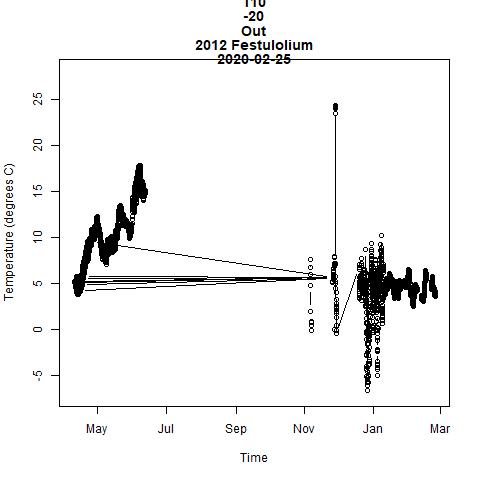 110
-20
Out
2012 Festulolium
2020-02-25
Temperature (degrees C)
25
20
15
10
5
0
-5
May
Jul
Sep
Nov
Jan
Mar
Time